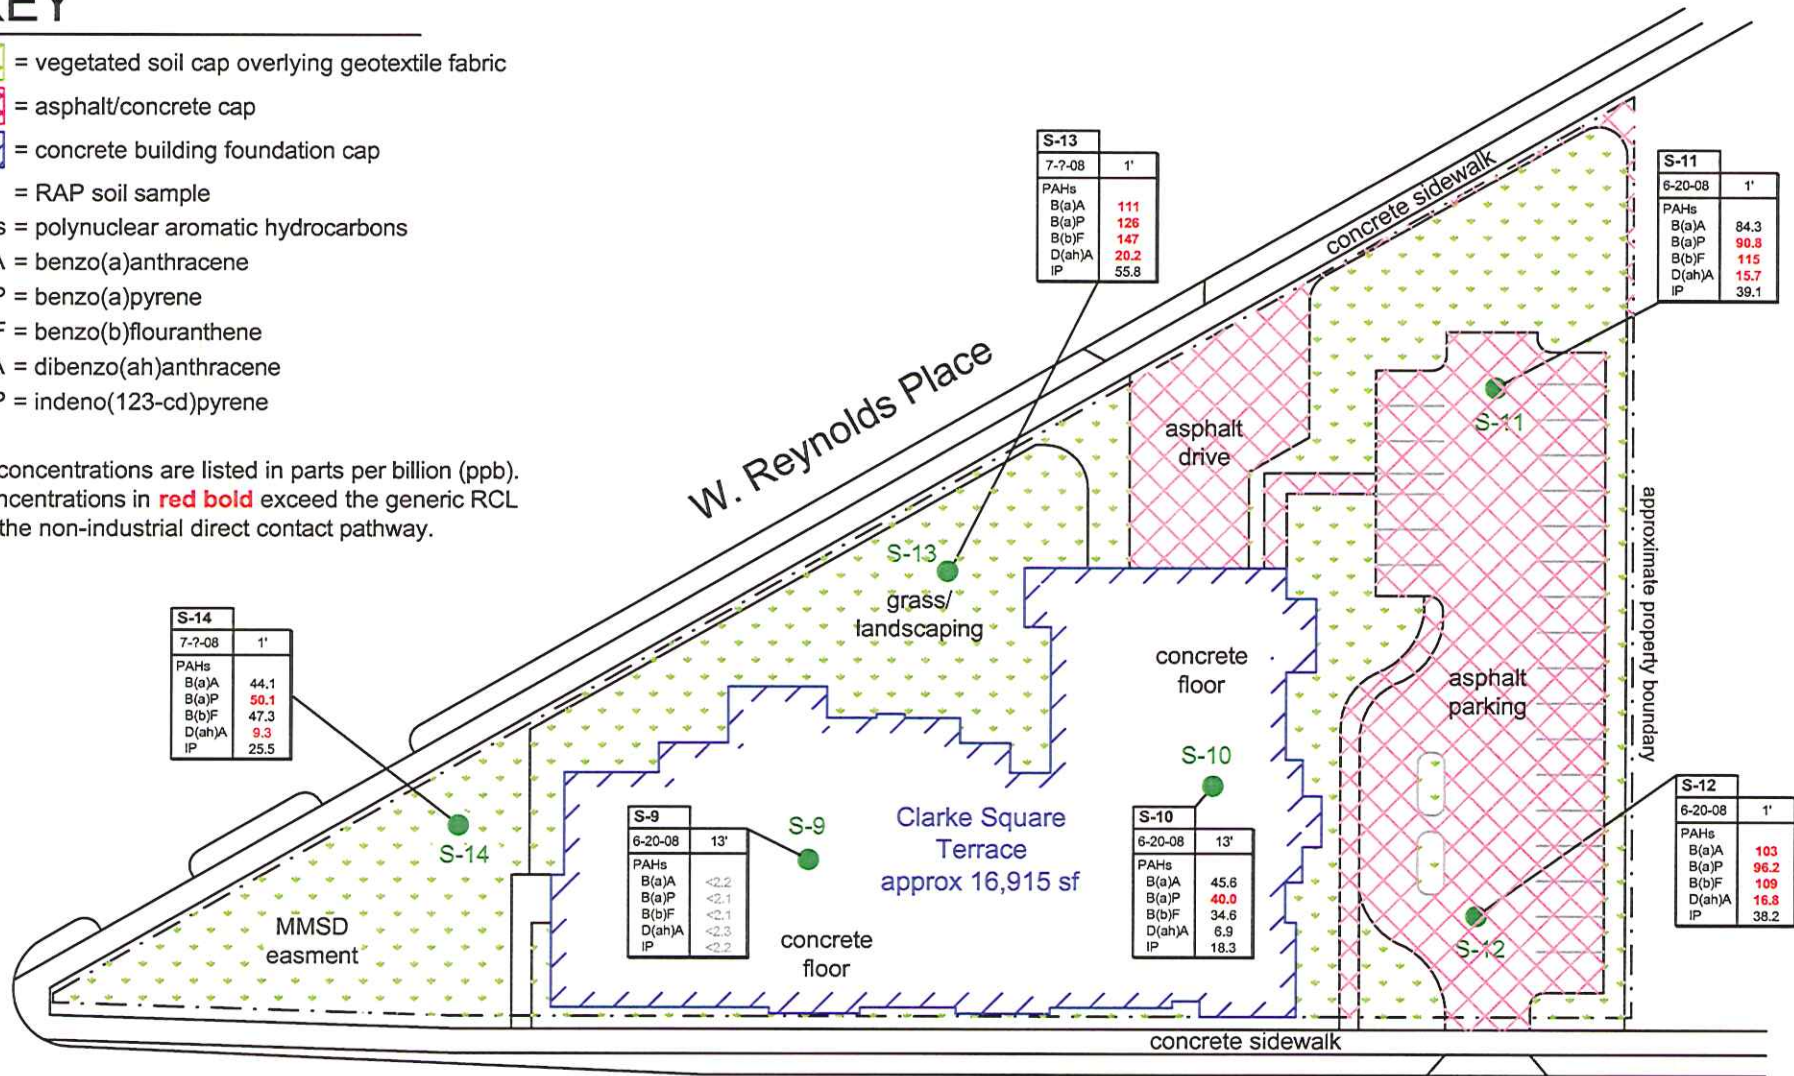 KEY
= vegetated soil cap overlying geotextile fabric
= asphalt/concrete cap
= concrete building foundation cap
= RAP soil sample
s = polynuclear aromatic hydrocarbons
A = benzo(a)anthracene
P = benzo(a)pyrene
F = benzo(b)flouranthene
A = dibenzo(ah)anthracene
P = indeno(123-cd)pyrene
concentrations are listed in parts per billion (ppb).
ncentrations in red bold exceed the generic RCL
the non-industrial direct contact pathway.
S-13
7-?-08 1'
PAHs
B(a)A 111
B(a)P 126
B(b)F 147
D(ah)A 20.2
IP 55.8
S-11
6-20-08 1'
PAHs
B(a)A 84.3
B(a)P 90.8
B(b)F 115
D(ah)A 15.7
IP 39.1
concrete sidewalk
W. Reynolds Place
asphalt
drive
S-11
S-13
grass/
landscaping
approximate property boundary
S-14
7-?-08 1'
PAHs
B(a)A 44.1
B(a)P 50.1
B(b)F 47.3
D(ah)A 9.3
IP 25.5
concrete
floor
asphalt
parking
S-10
S-14
S-9
6-20-08 13'
PAHs
B(a)A <2.2
B(a)P <2.1
B(b)F <2.1
D(ah)A <2.3
IP <2.2
S-9
Clarke Square
Terrace
approx 16,915 sf
S-10
6-20-08 13'
PAHs
B(a)A 45.6
B(a)P 40.0
B(b)F 34.6
D(ah)A 6.9
IP 18.3
S-12
6-20-08 1'
PAHs
B(a)A 103
B(a)P 96.2
B(b)F 109
D(ah)A 16.8
IP 38.2
MMSD
easment
concrete
floor
S-12
concrete sidewalk